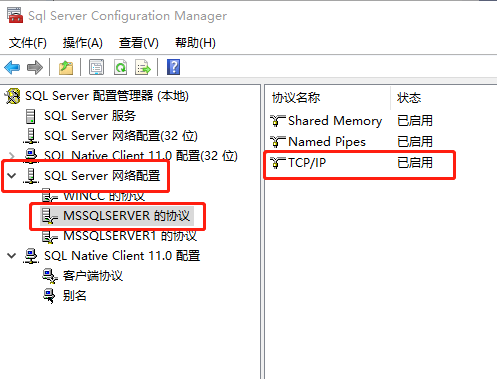 Sql Server Configuration Manager
文件(F) 操作(A) 查看(V) 帮助(H)
SQL Server 配置管理器 (本地)
SQL Server 服务
SQL Server 网络配置(32 位)
SQL Native Client 11.0 配置(32 位)
SQL Server 网络配置
WINCC 的协议
MSSQLSERVER 的协议
MSSQLSERVER1 的协议
SQL Native Client 11.0 配置
客户端协议
别名
协议名称 状态
Shared Memory 已启用
Named Pipes 已启用
TCP/IP 已启用